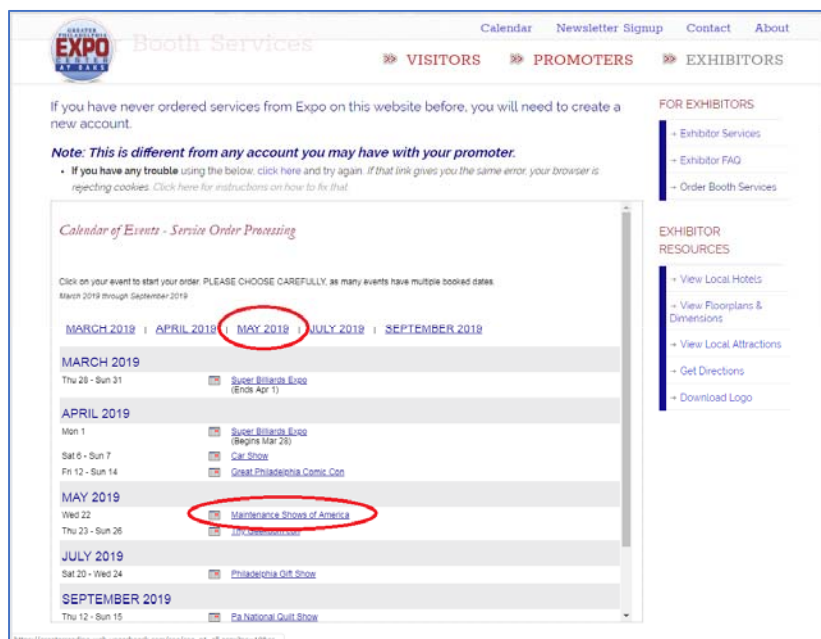 GREATER PHILADELPHIA
EXPO
CENTER
AT OAKS
Booth Services
Calendar Newsletter Signup Contact About
VISITORS PROMOTERS EXHIBITORS
If you have never ordered services from Expo on this website before, you will need to create a
new account.
Note: This is different from any account you may have with your promoter.
• If you have any trouble using the below, click here and try again. If that link gives you the same error, your browser is
rejecting cookies. Click here for instructions on how to fix that.
Calendar of Events - Service Order Processing
Click on your event to start your order. PLEASE CHOOSE CAREFULLY, as many events have multiple booked dates.
March 2019 through September 2019
MARCH 2019 | APRIL 2019 | MAY 2019 | JULY 2019 | SEPTEMBER 2019
MARCH 2019
Thu 28 - Sun 31 Super Billiards Expo
(Ends Apr 1)
APRIL 2019
Mon 1 Super Billiards Expo
(Begins Mar 28)
Sat 6 - Sun 7 Car Show
Fri 12 - Sun 14 Great Philadelphia Comic Con
MAY 2019
Wed 22 Maintenance Shows of America
Thu 23 - Sun 26
JULY 2019
Sat 20 - Wed 24 Philadelphia Gift Show
SEPTEMBER 2019
Thu 12 - Sun 15 Pa National Quilt Show
FOR EXHIBITORS
→ Exhibitor Services
→ Exhibitor FAQ
→ Order Booth Services
EXHIBITOR
RESOURCES
→ View Local Hotels
→ View Floorplans &
Dimensions
→ View Local Attractions
→ Get Directions
→ Download Logo